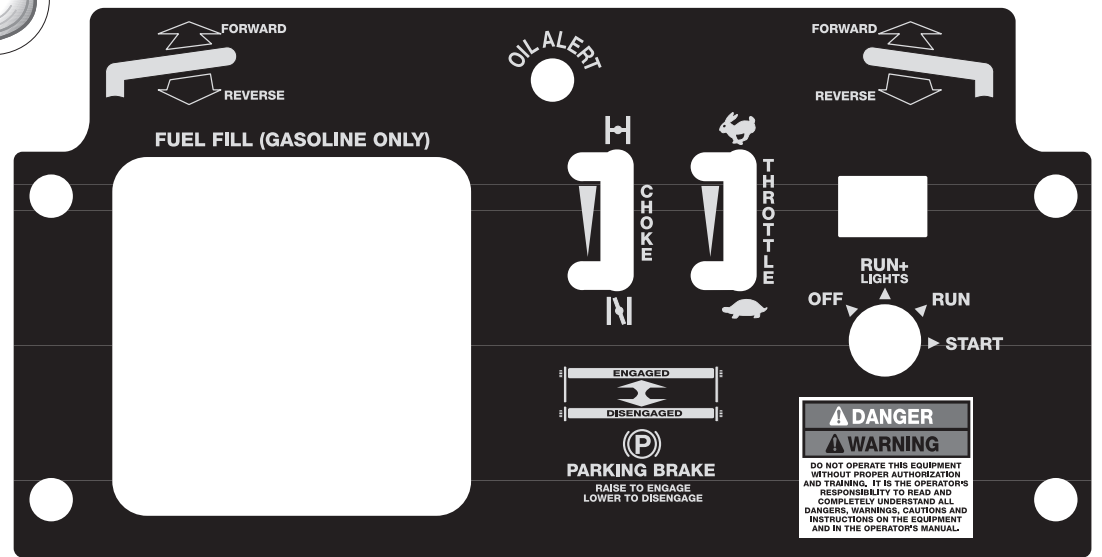 FORWARD
REVERSE
OIL ALERT
FORWARD
REVERSE
FUEL FILL (GASOLINE ONLY)
CHOKE
THROTTLE
RUN+
LIGHTS
OFF
RUN
START
ENGAGED
DISENGAGED
P
PARKING BRAKE
RAISE TO ENGAGE
LOWER TO DISENGAGE
DANGER
WARNING
DO NOT OPERATE THIS EQUIPMENT
WITHOUT PROPER AUTHORIZATION
AND TRAINING. IT IS THE OPERATOR'S
RESPONSIBILITY TO READ AND
COMPLETELY UNDERSTAND ALL
DANGERS, WARNINGS, CAUTIONS AND
INSTRUCTIONS ON THE EQUIPMENT
AND IN THE OPERATOR'S MANUAL.